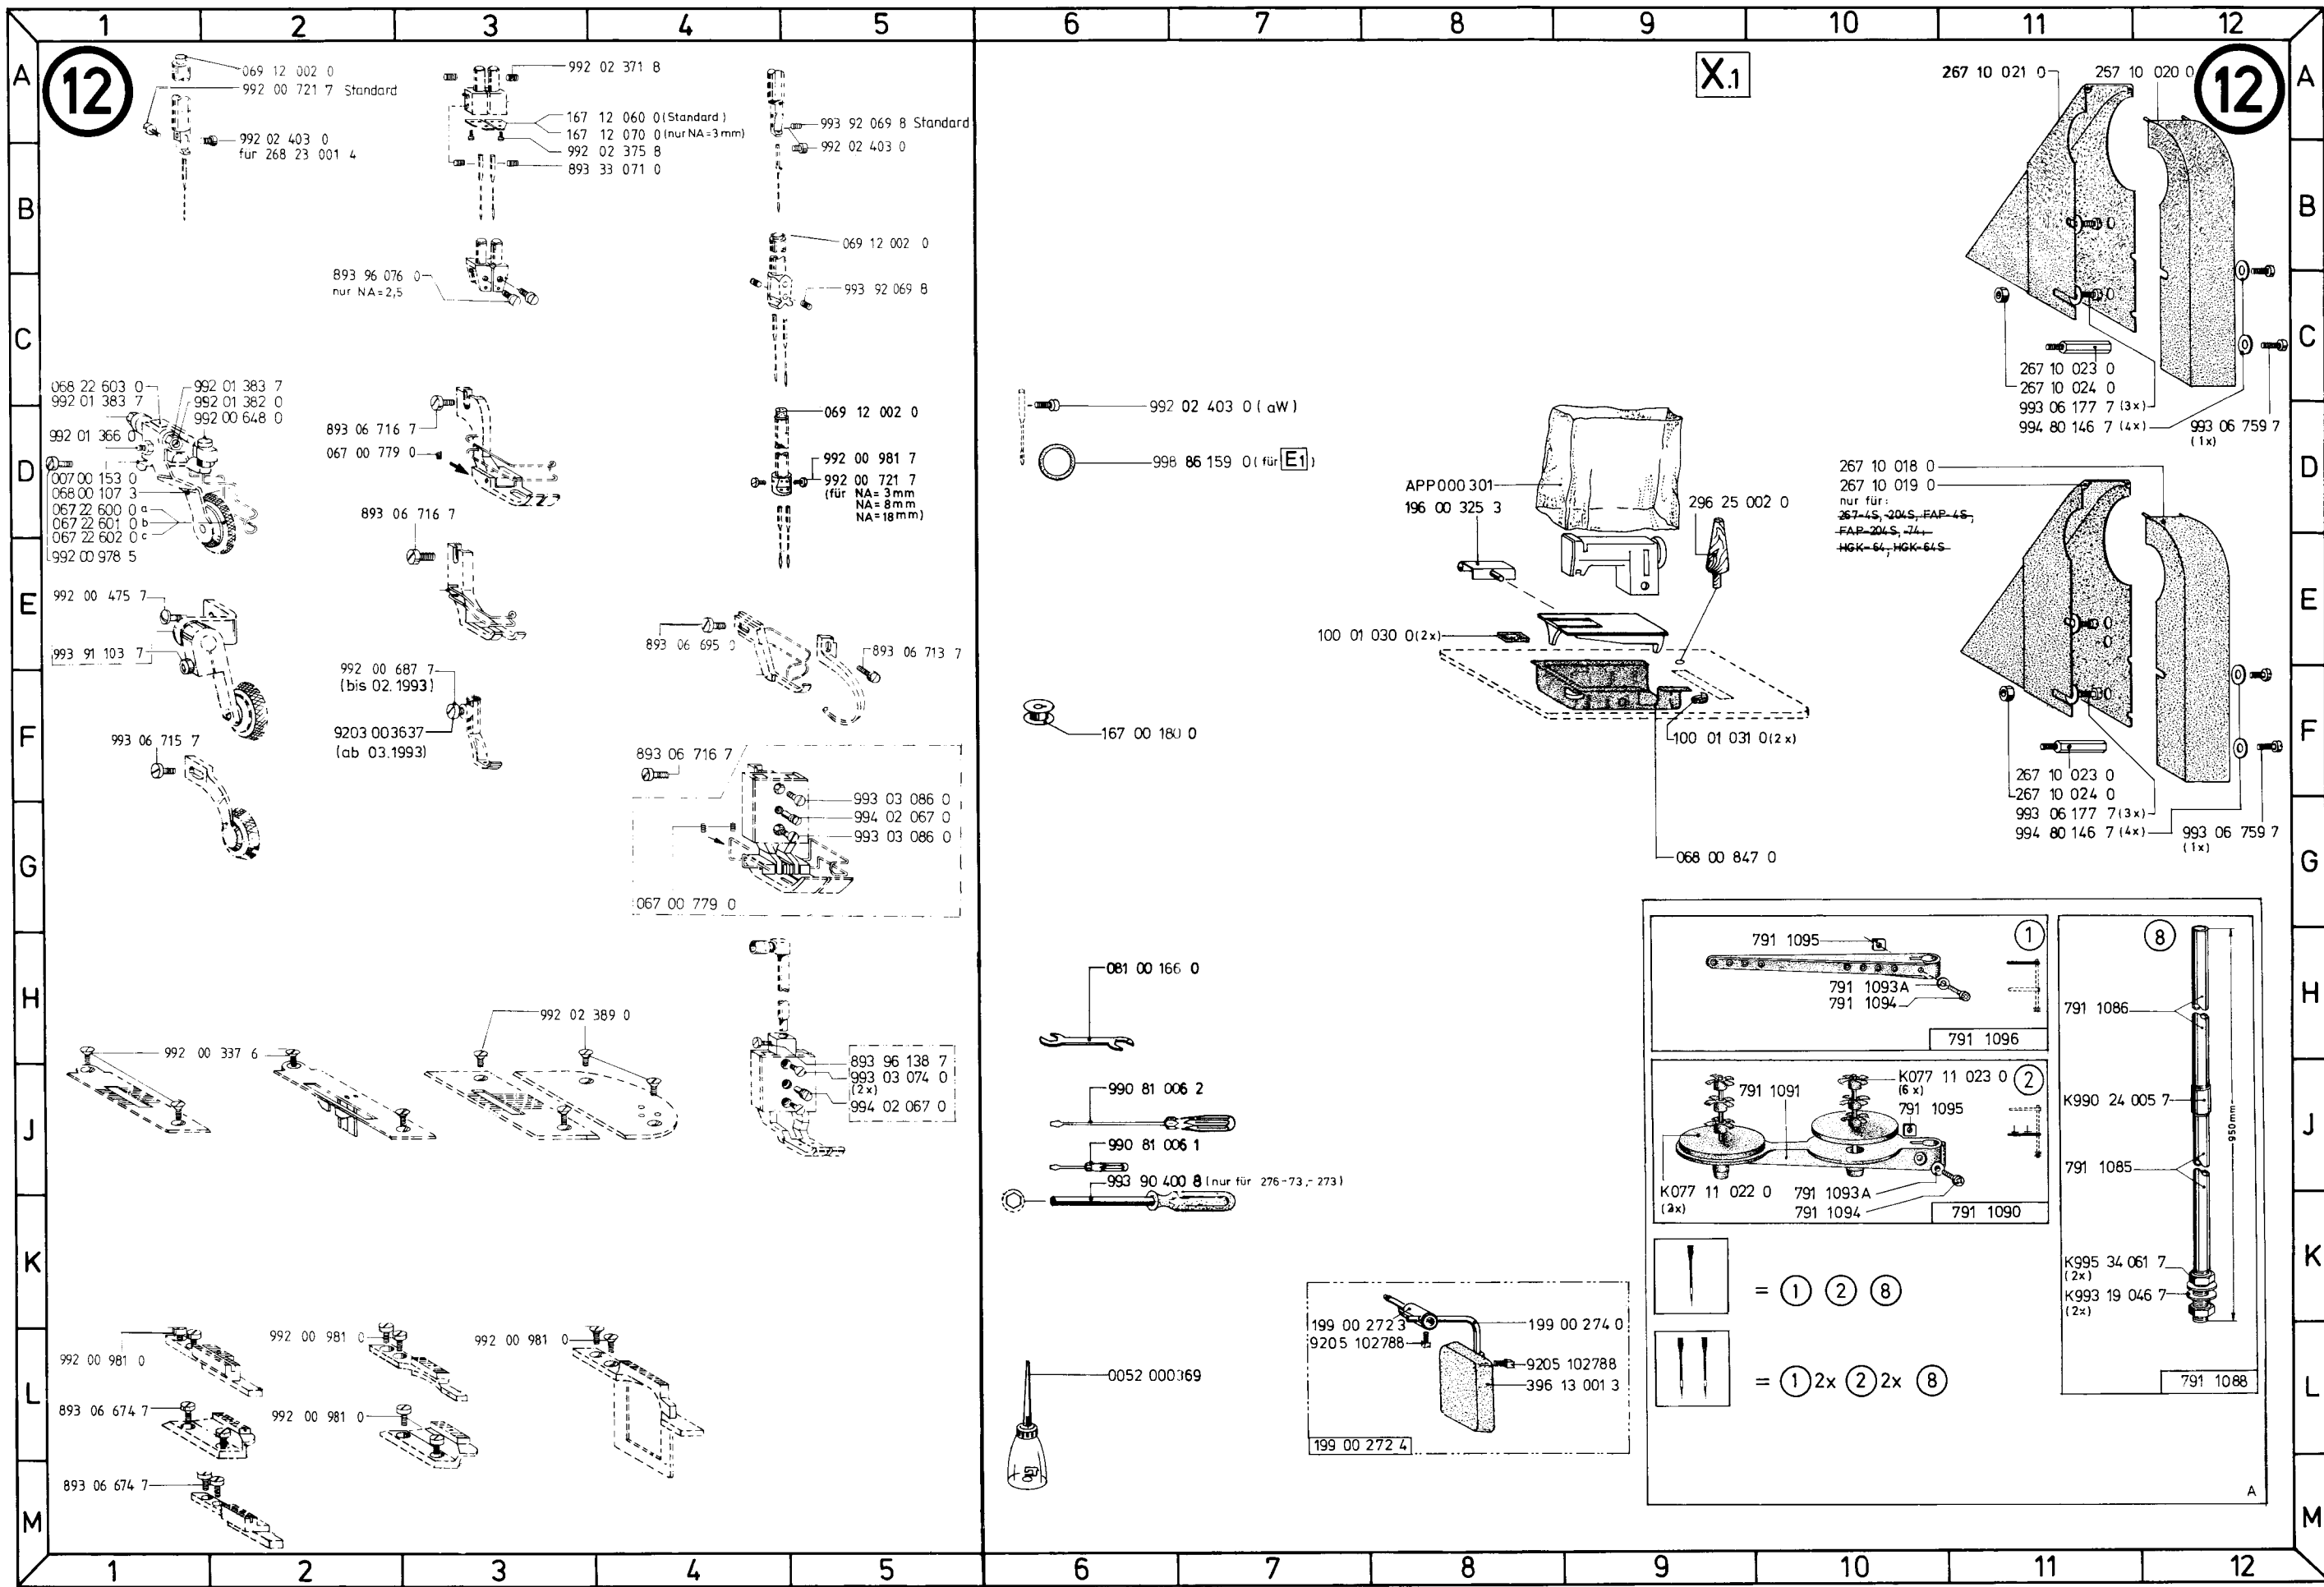 1 2 3 4 5 6 7 8 9 10 11 12
A
B
C
D
E
F
G
H
J
K
L
M
12
069 12 002 0
992 00 721 7 Standard
992 02 403 0
für 268 23 001 4
992 02 371 8
167 12 060 0 (Standard)
167 12 070 0 (nur NA=3mm)
992 02 375 8
893 33 071 0
993 92 069 8 Standard
992 02 403 0
893 96 076 0
nur NA=2,5
069 12 002 0
993 92 069 8
068 22 603 0
992 01 383 7
992 01 383 7
992 01 382 0
992 00 648 0
992 01 366 0
007 00 153 0
068 00 107 3
067 22 600 0 a
067 22 601 0 b
067 22 602 0 c
992 00 978 5
893 06 716 7
067 00 779 0
893 06 716 7
069 12 002 0
992 00 981 7
992 00 721 7
(für NA= 3mm
NA= 8mm
NA=18mm)
992 00 475 7
993 91 103 7
992 00 687 7
(bis 02.1993)
9203 003637
(ab 03.1993)
893 06 695 0
893 06 713 7
993 06 715 7
893 06 716 7
993 03 086 0
994 02 067 0
993 03 086 0
067 00 779 0
992 00 337 6
992 02 389 0
893 96 138 7
993 03 074 0
(2x)
994 02 067 0
992 00 981 0
992 00 981 0
992 00 981 0
893 06 674 7
992 00 981 0
893 06 674 7
992 02 403 0 (aW)
998 86 159 0 (für E1)
167 00 180 0
081 00 166 0
990 81 006 2
990 81 006 1
993 90 400 8 (nur für 276-73,-273)
0052 000369
X.1
APP000 301
196 00 325 3
296 25 002 0
100 01 030 0 (2x)
100 01 031 0 (2x)
068 00 847 0
199 00 272 3
9205 102788
199 00 274 0
9205 102788
396 13 001 3
199 00 272 4
12
267 10 021 0
257 10 020 0
267 10 023 0
267 10 024 0
993 06 177 7 (3x)
994 80 146 7 (4x)
993 06 759 7
(1x)
267 10 018 0
267 10 019 0
nur für:
267-4S, -204S, FAP-4S,
FAP-204S, -74,
HGK-64, HGK-64S
267 10 023 0
267 10 024 0
993 06 177 7 (3x)
994 80 146 7 (4x)
993 06 759 7
(1x)
1
791 1095
791 1093A
791 1094
791 1096
2
791 1091
K077 11 023 0
(6x)
791 1095
K077 11 022 0
(2x)
791 1093A
791 1094
791 1090
8
791 1086
K990 24 005 7
950mm
791 1085
K995 34 061 7
(2x)
K993 19 046 7
(2x)
791 1088
= 1 2 8
= 1 2x 2 2x 8
A
A
B
C
D
E
F
G
H
J
K
L
M
1 2 3 4 5 6 7 8 9 10 11 12